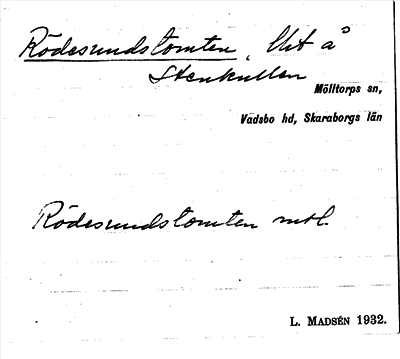 Rödesundstomten, Utt å
Stenkullen
Mölltorps sn,
Vadsbo hd, Skaraborgs län
Rödesundstomten mtl.
L. MADSÉN 1932.